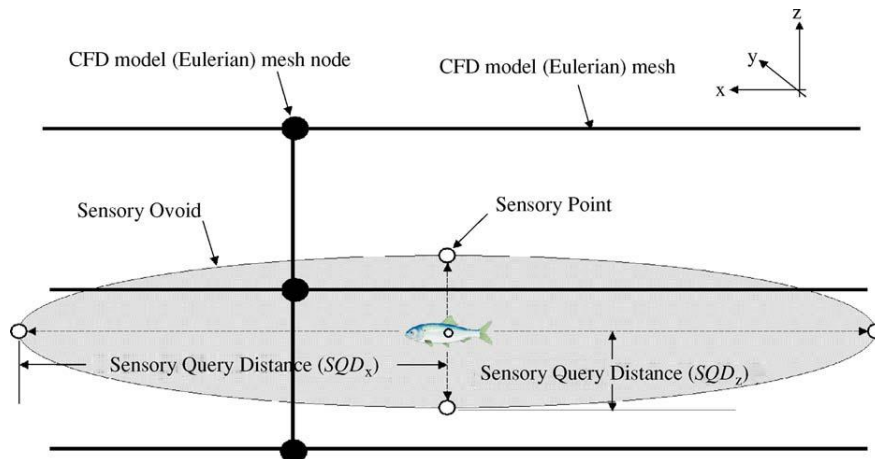 z
CFD model (Eulerian) mesh node
CFD model (Eulerian) mesh
y
x
Sensory Ovoid
Sensory Point
Sensory Query Distance (SQDx)
Sensory Query Distance (SQDz)